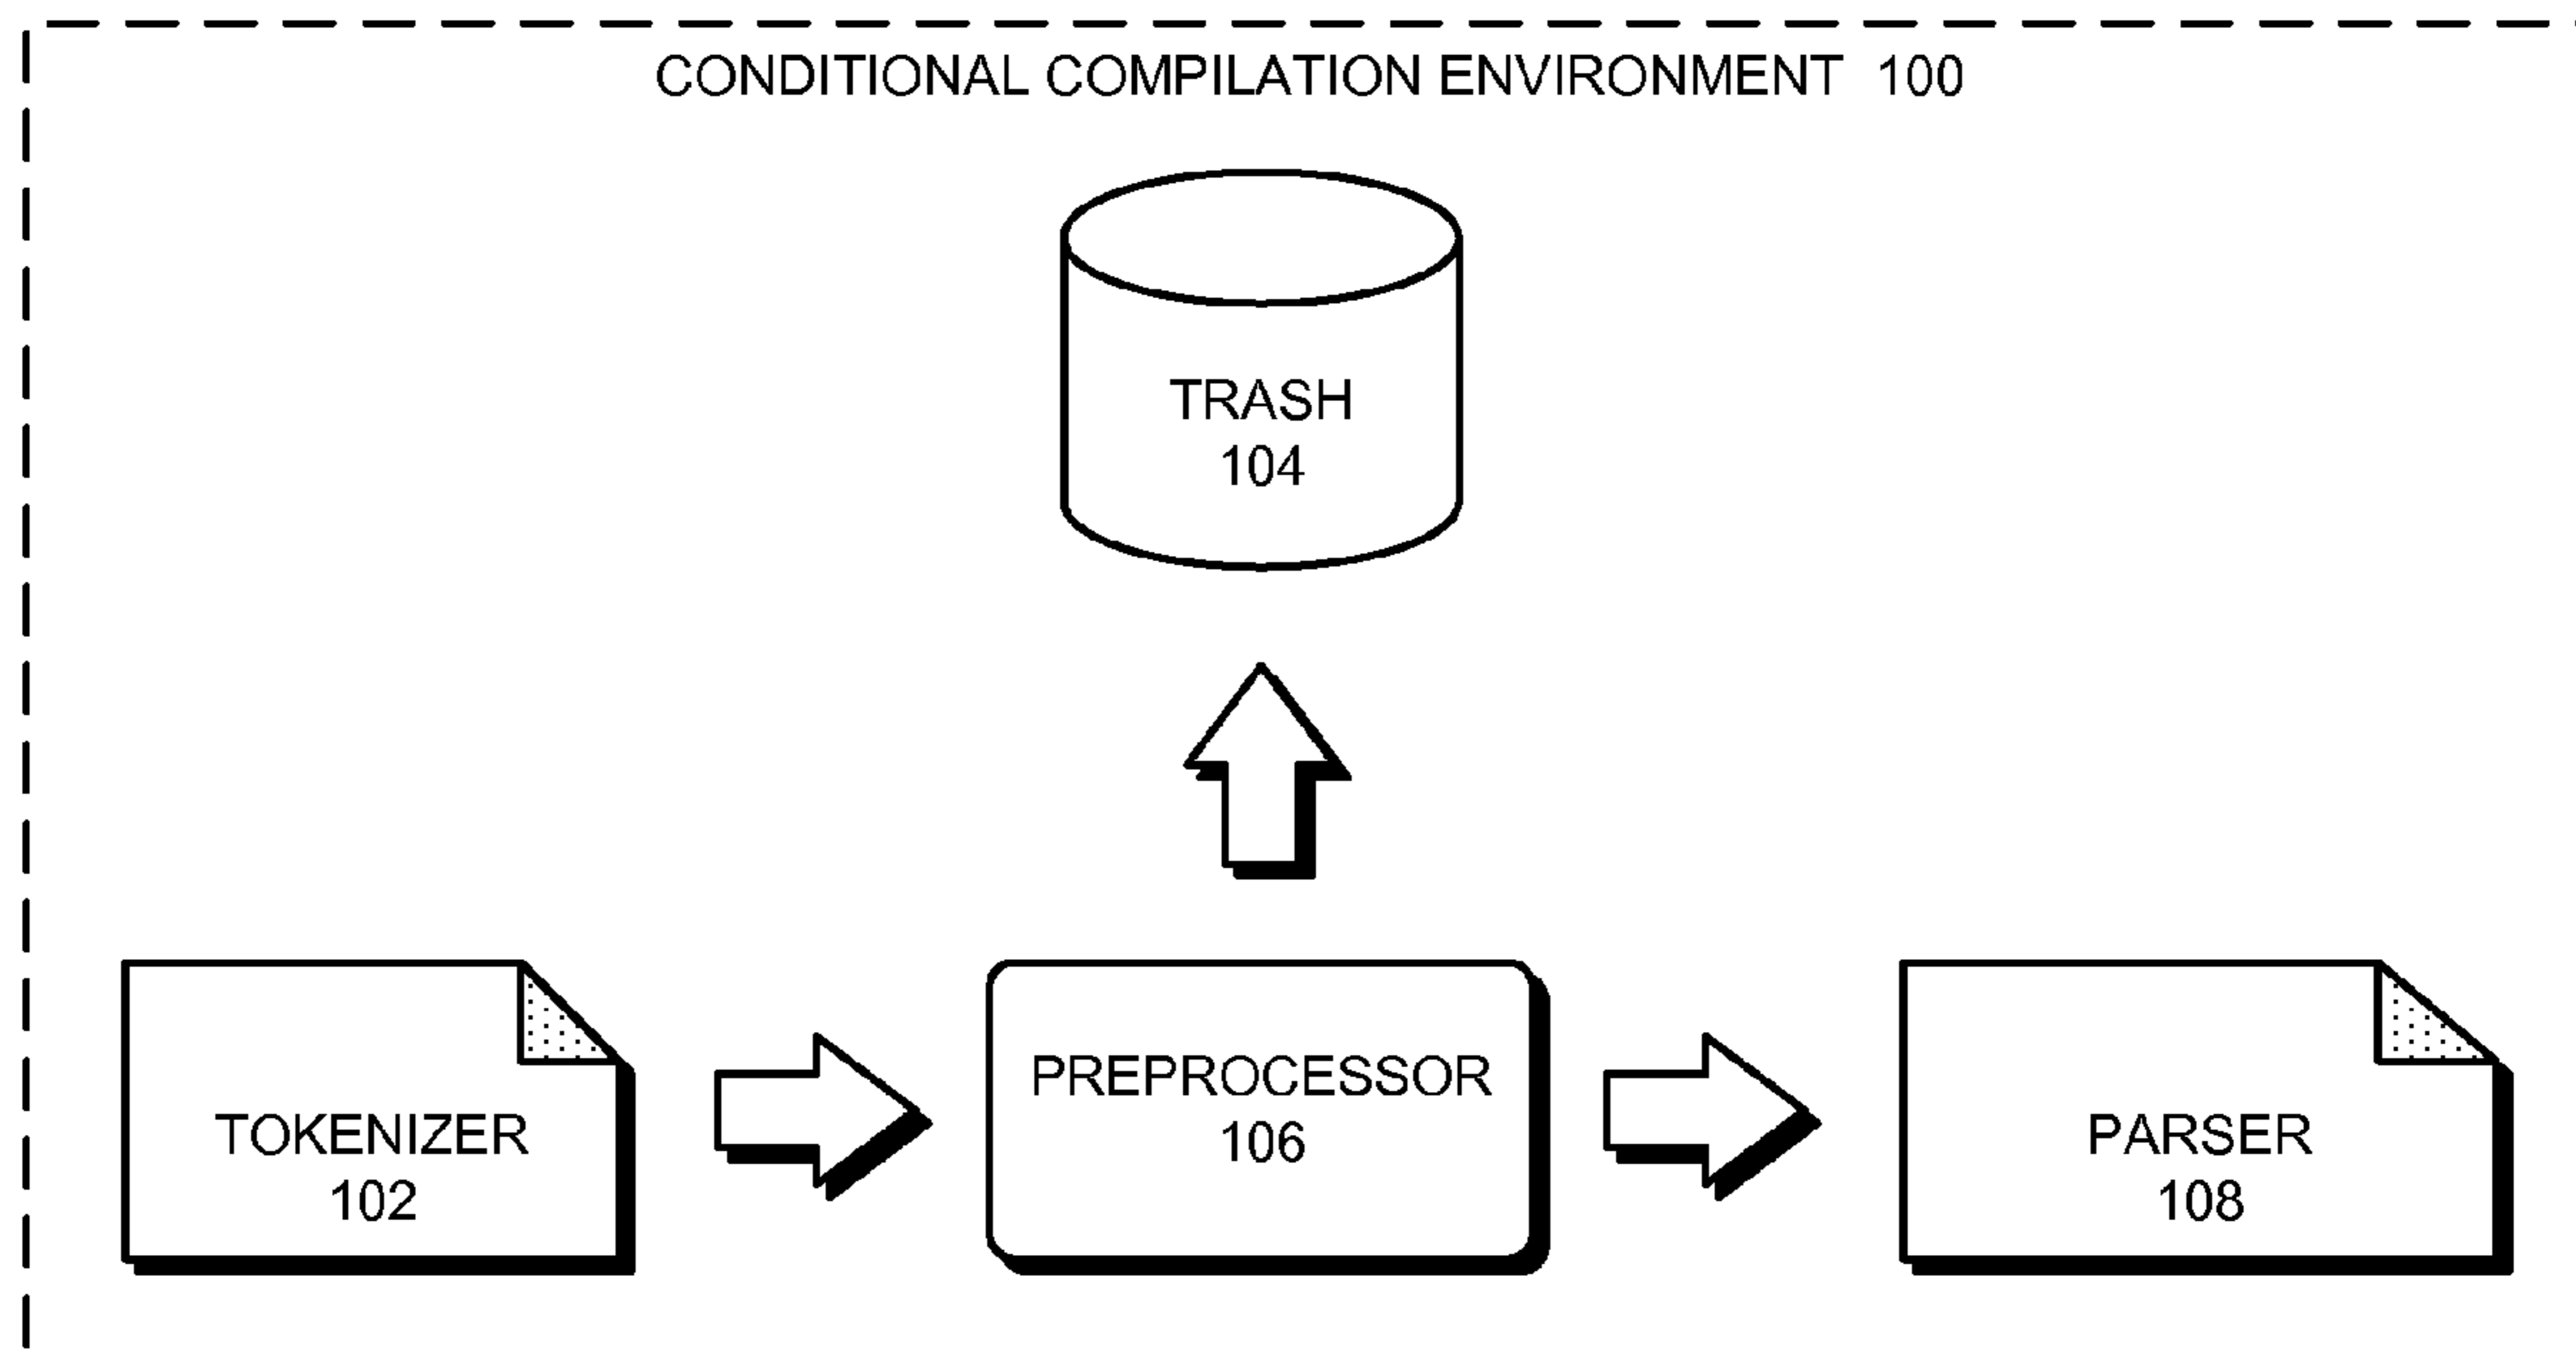 CONDITIONAL COMPILATION ENVIRONMENT 100
TRASH
104
TOKENIZER
102
PREPROCESSOR
106
PARSER
108